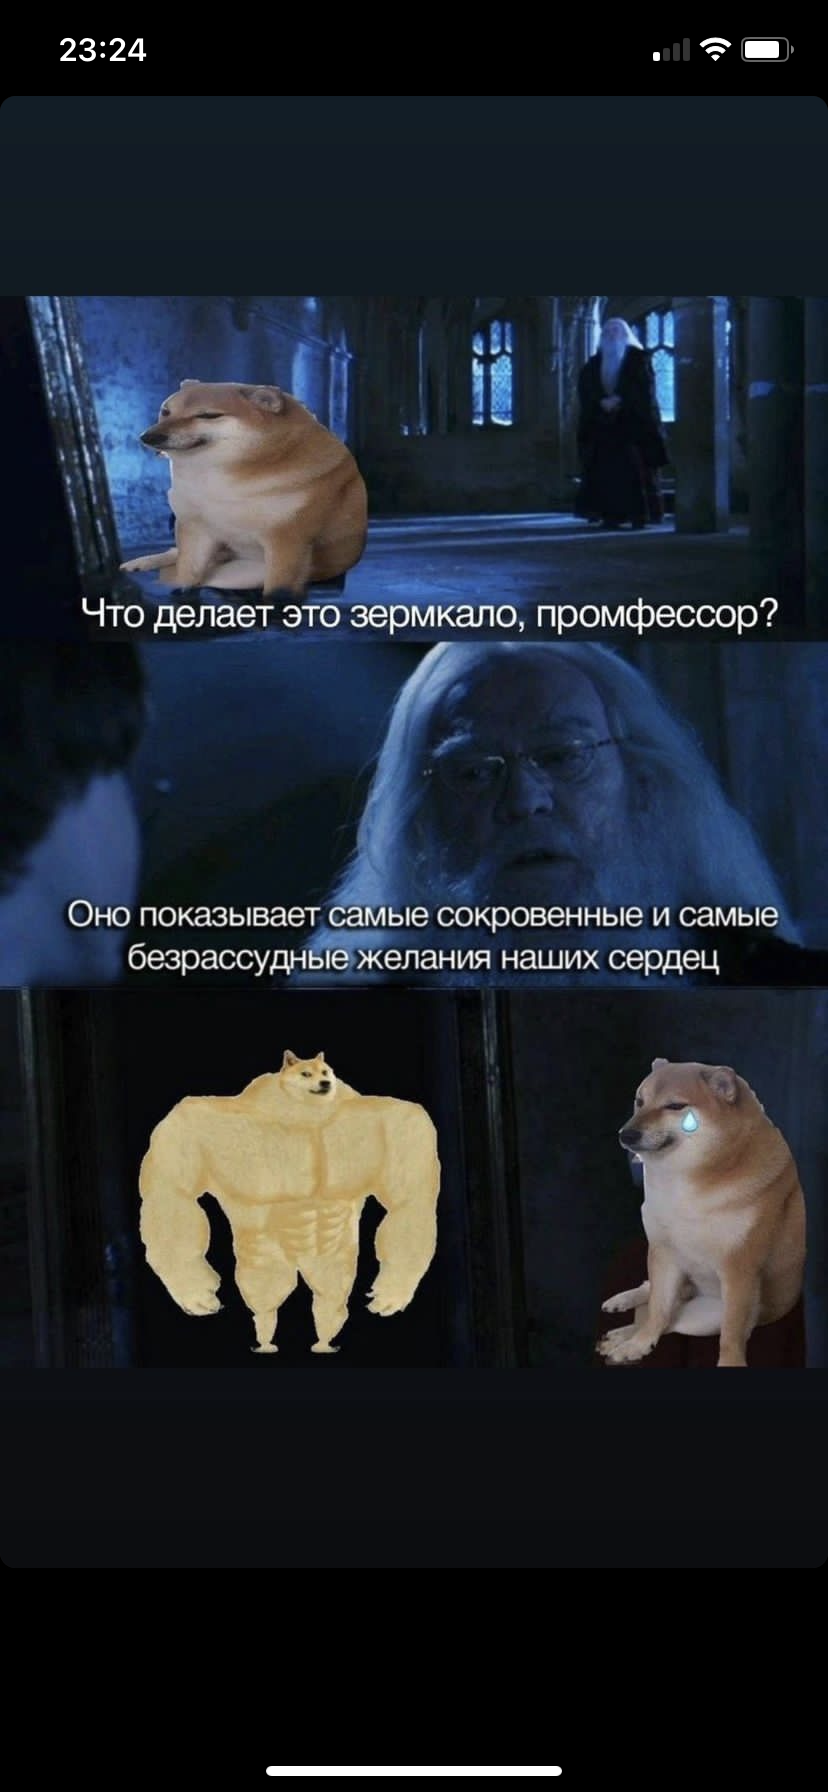 23:24
Что делает это зермкало, промфессор?
Оно показывает самые сокровенные и самые
безрассудные желания наших сердец